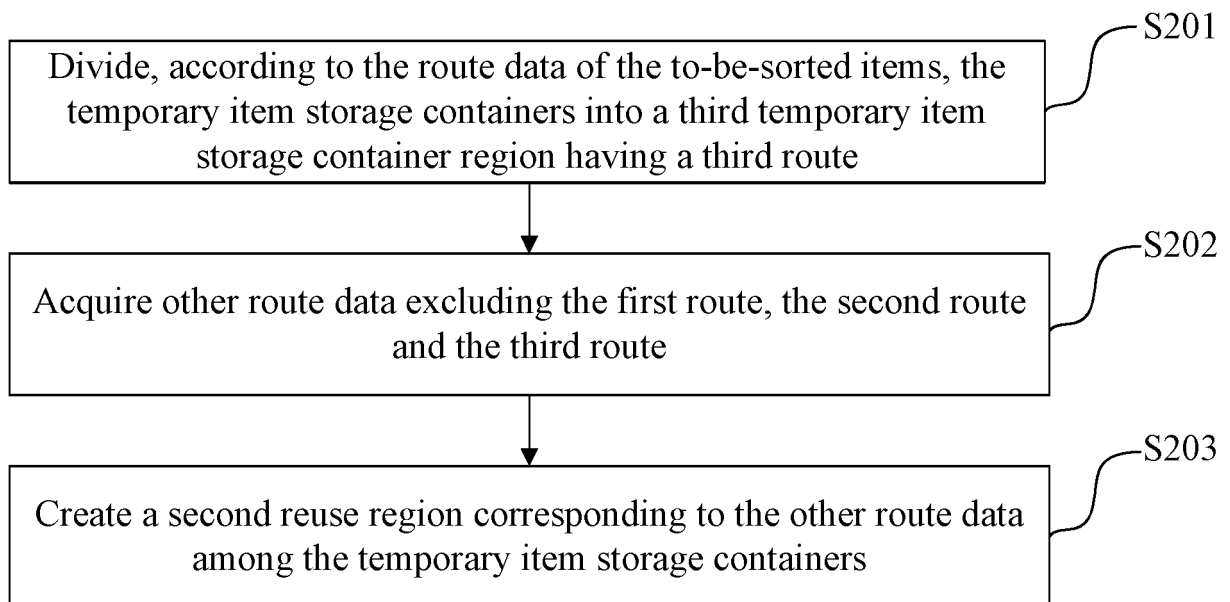 S201
Divide, according to the route data of the to-be-sorted items, the
temporary item storage containers into a third temporary item
storage container region having a third route
S202
Acquire other route data excluding the first route, the second route
and the third route
S203
Create a second reuse region corresponding to the other route data
among the temporary item storage containers